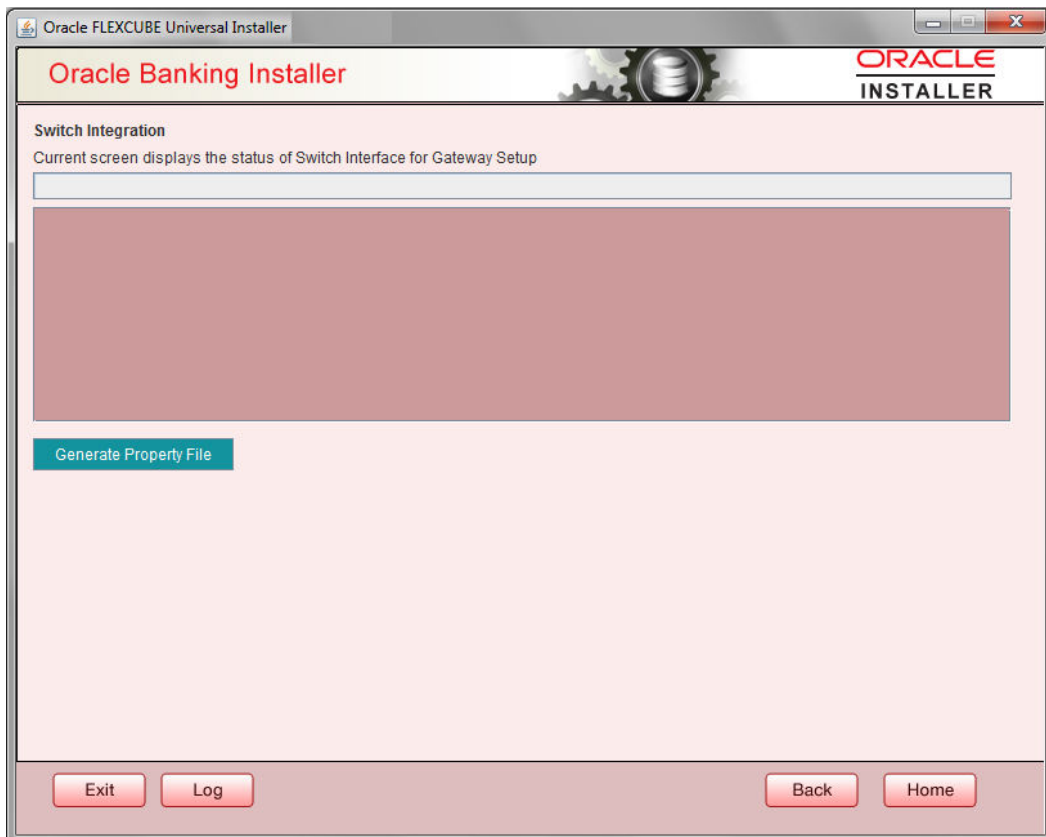 Oracle FLEXCUBE Universal Installer
Oracle Banking Installer
ORACLE
INSTALLER
Switch Integration
Current screen displays the status of Switch Interface for Gateway Setup
Generate Property File
Exit
Log
Back
Home